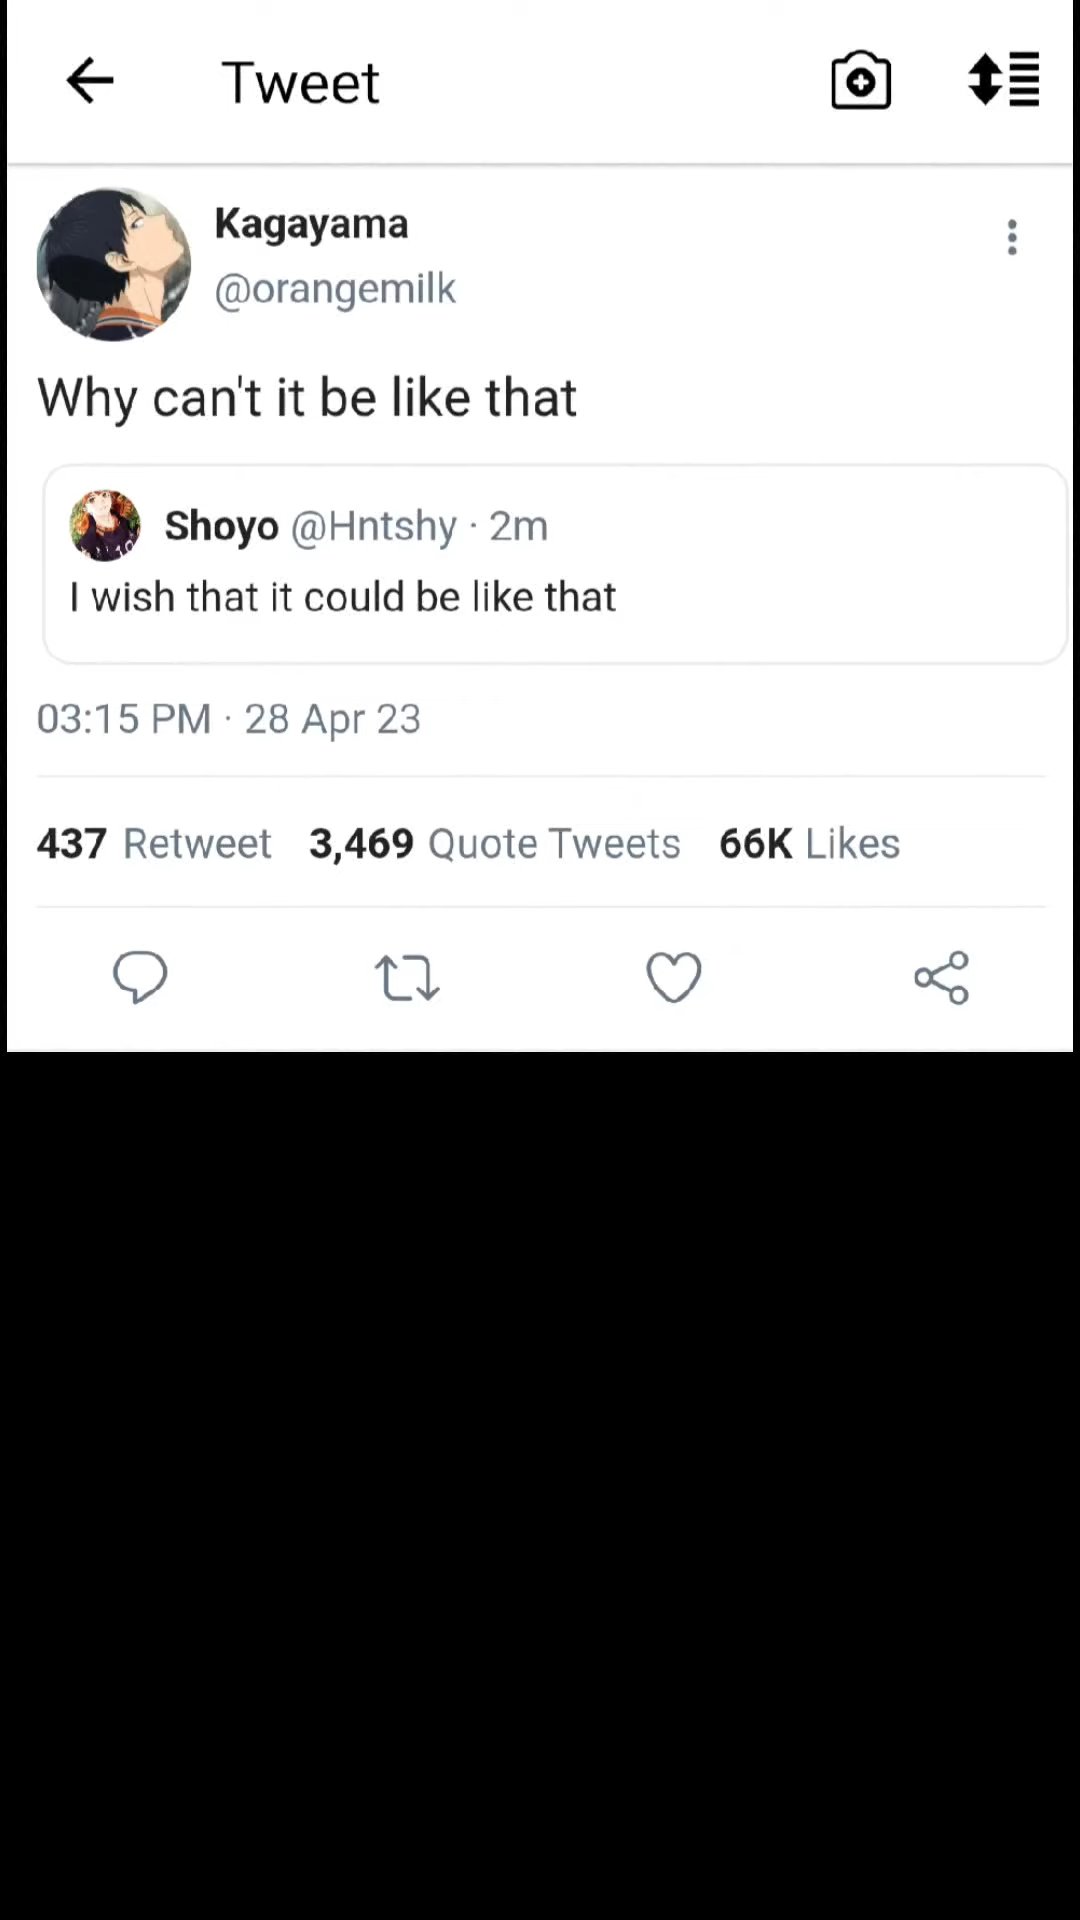 Tweet
Kagayama
@orangemilk
Why can't it be like that
Shoyo @Hntshy · 2m
I wish that it could be like that
03:15 PM · 28 Apr 23
437 Retweet 3,469 Quote Tweets 66K Likes